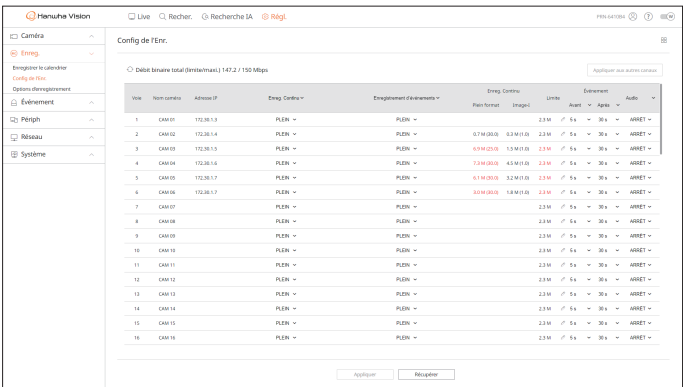 Hanwha Vision
Live
Recher.
Recherche IA
Régl.
PRN-6410B4
Caméra
Enreg.
Enregistrer le calendrier
Config de l'Enr.
Options d'enregistrement
Événement
Périph
Réseau
Système
Config de l'Enr.
Débit binaire total (limite/maxi.) 147.2 / 150 Mbps
Appliquer aux autres canaux
Voie Nom caméra Adresse IP Enreg. Continu Enregistrement d'événements Enreg. Continu Limite Événement Audio
Plein format (image-) Avant Après
1 CAM 01 172.30.1.3 PLEIN PLEIN 2.3 M 5 s 30 s ARRÊT
2 CAM 02 172.30.1.4 PLEIN PLEIN 0.7 M (30.0) 0.3 M (1.0) 2.3 M 5 s 30 s ARRÊT
3 CAM 03 172.30.1.5 PLEIN PLEIN 6.9 M (25.0) 1.5 M (1.0) 2.3 M 5 s 30 s ARRÊT
4 CAM 04 172.30.1.6 PLEIN PLEIN 7.3 M (30.0) 4.5 M (1.0) 2.3 M 5 s 30 s ARRÊT
5 CAM 05 172.30.1.7 PLEIN PLEIN 6.1 M (30.0) 3.2 M (1.0) 2.3 M 5 s 30 s ARRÊT
6 CAM 06 172.30.1.7 PLEIN PLEIN 3.0 M (30.0) 1.8 M (1.0) 2.3 M 5 s 30 s ARRÊT
7 CAM 07 PLEIN PLEIN 2.3 M 5 s 30 s ARRÊT
8 CAM 08 PLEIN PLEIN 2.3 M 5 s 30 s ARRÊT
9 CAM 09 PLEIN PLEIN 2.3 M 5 s 30 s ARRÊT
10 CAM 10 PLEIN PLEIN 2.3 M 5 s 30 s ARRÊT
11 CAM 11 PLEIN PLEIN 2.3 M 5 s 30 s ARRÊT
12 CAM 12 PLEIN PLEIN 2.3 M 5 s 30 s ARRÊT
13 CAM 13 PLEIN PLEIN 2.3 M 5 s 30 s ARRÊT
14 CAM 14 PLEIN PLEIN 2.3 M 5 s 30 s ARRÊT
15 CAM 15 PLEIN PLEIN 2.3 M 5 s 30 s ARRÊT
16 CAM 16 PLEIN PLEIN 2.3 M 5 s 30 s ARRÊT
Appliquer
Récupérer